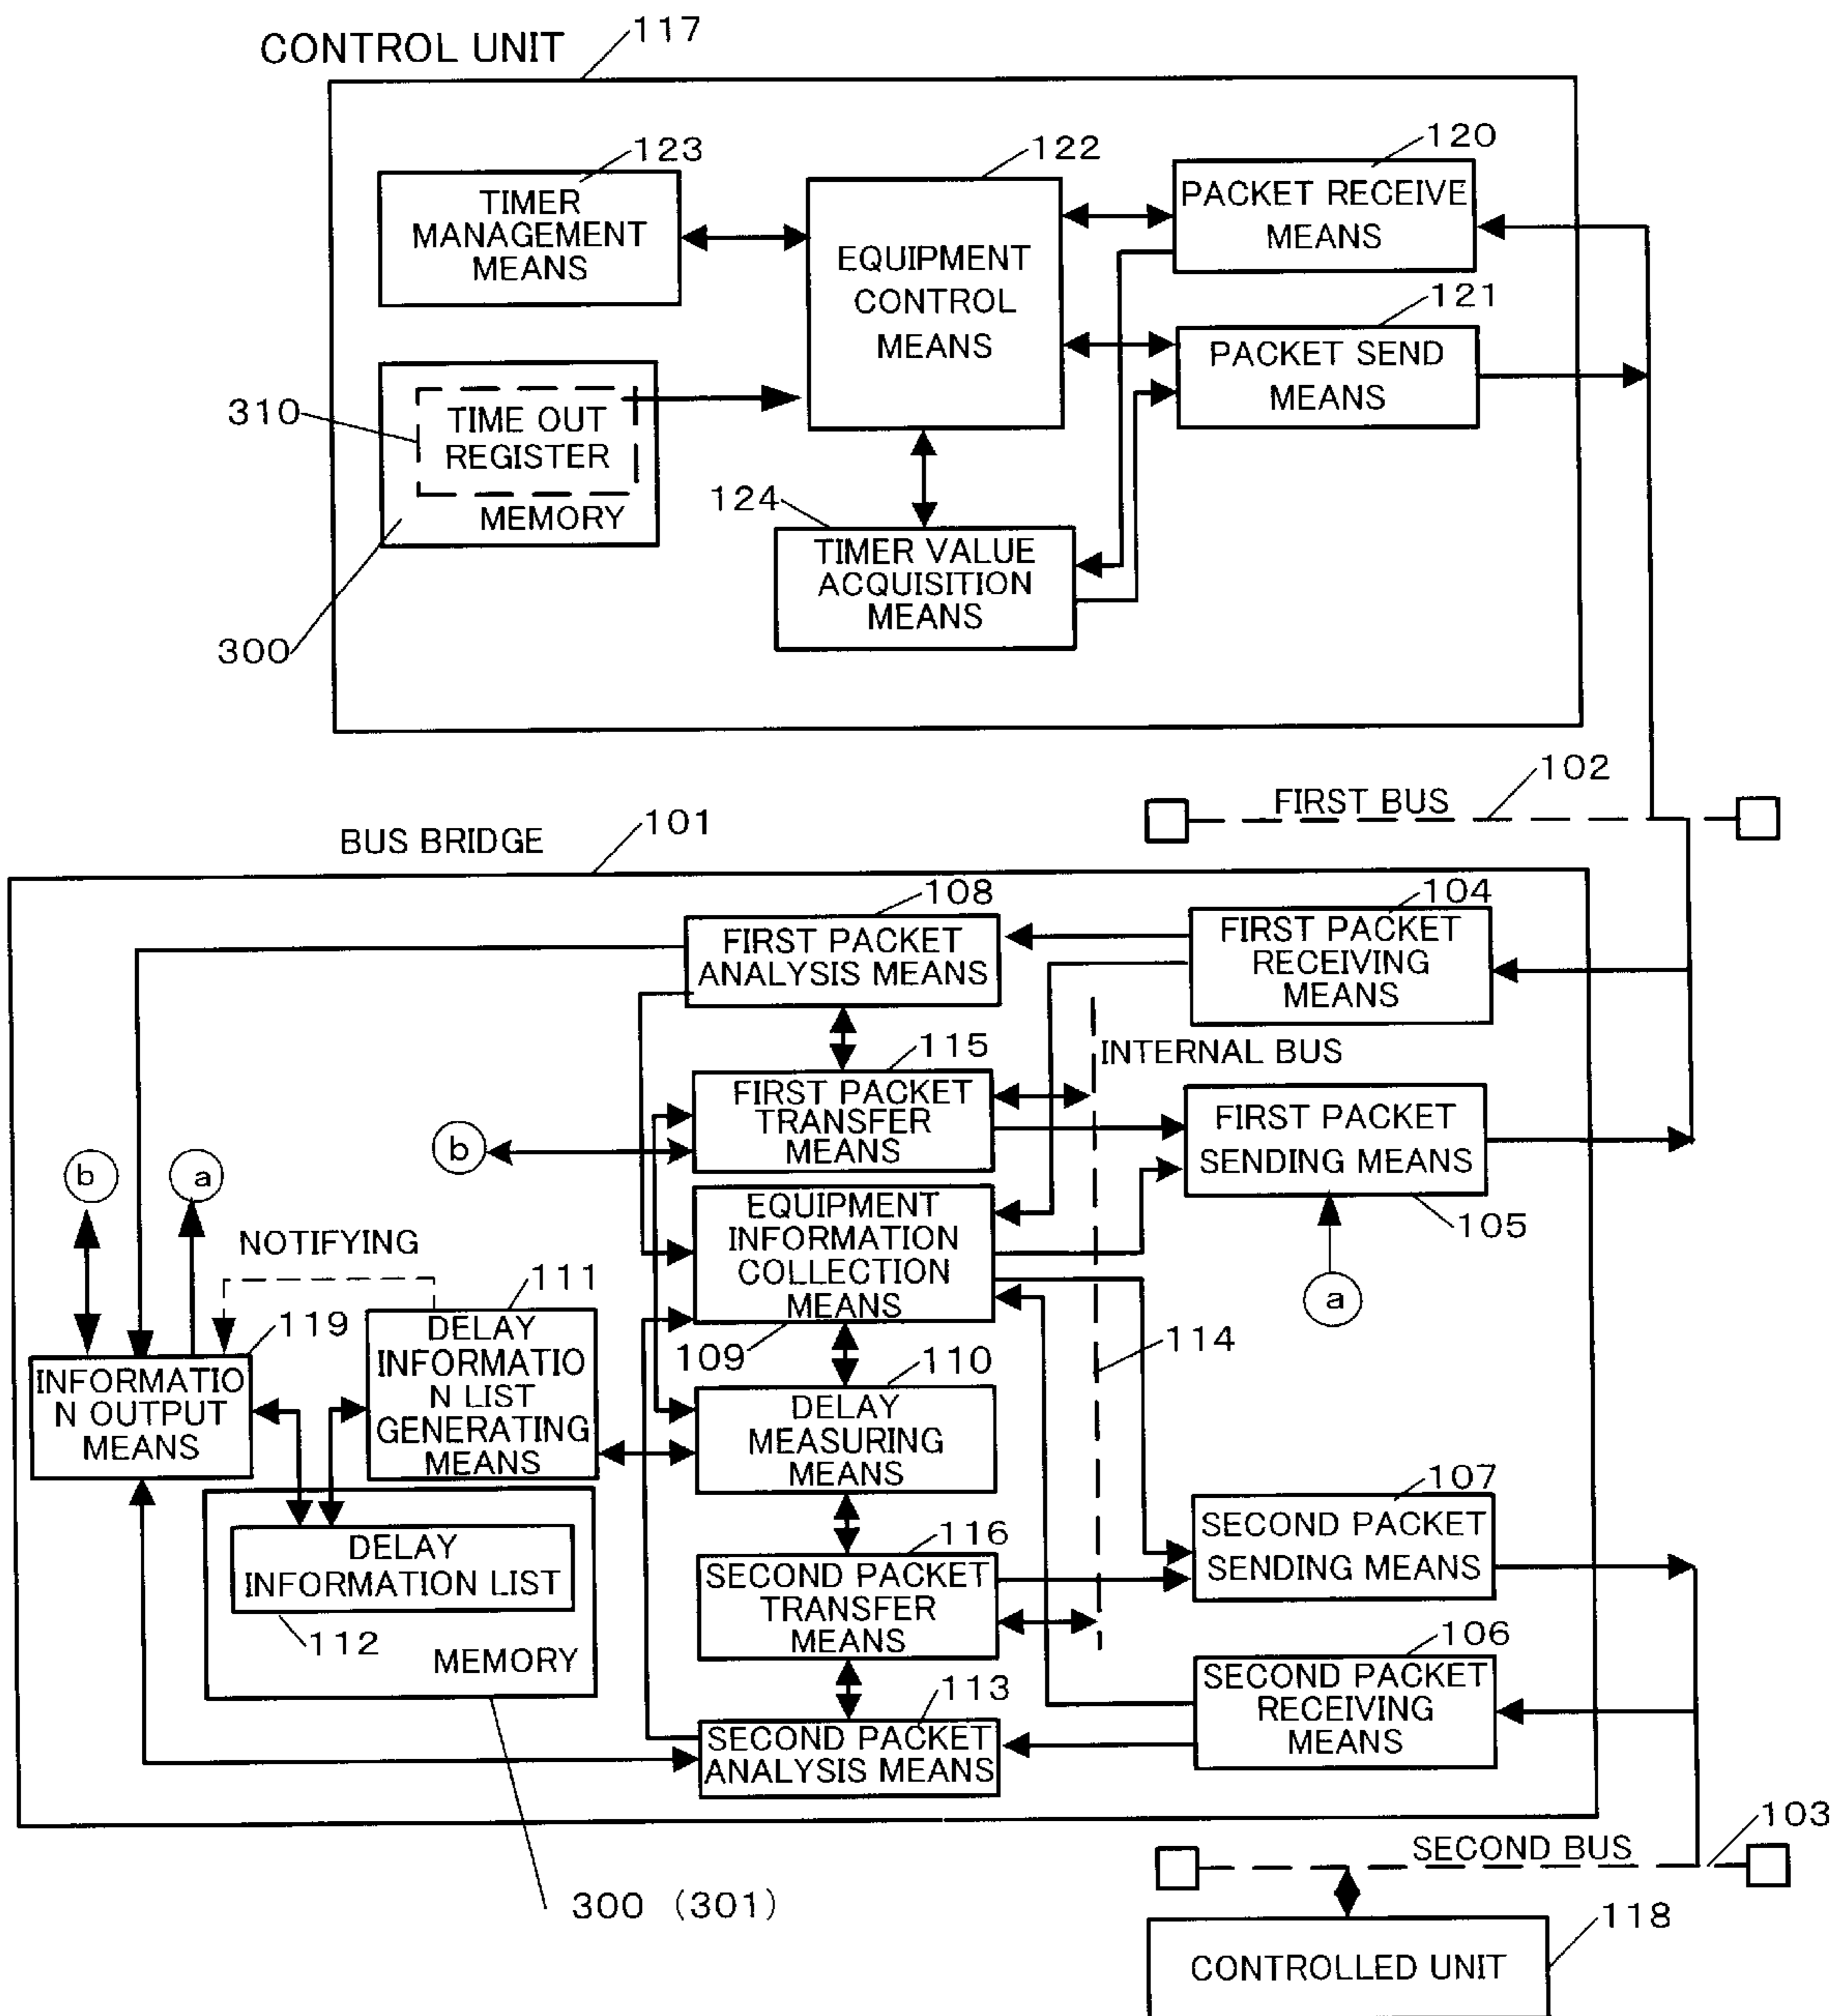 CONTROL UNIT
117
123
TIMER
MANAGEMENT
MEANS
122
EQUIPMENT
CONTROL
MEANS
120
PACKET RECEIVE
MEANS
121
PACKET SEND
MEANS
310
TIME OUT
REGISTER
MEMORY
300
124
TIMER VALUE
ACQUISITION
MEANS
102
FIRST BUS
101
BUS BRIDGE
108
FIRST PACKET
ANALYSIS MEANS
104
FIRST PACKET
RECEIVING
MEANS
INTERNAL BUS
115
FIRST PACKET
TRANSFER
MEANS
b
FIRST PACKET
SENDING MEANS
105
a
b
a
NOTIFYING
EQUIPMENT
INFORMATION
COLLECTION
MEANS
109
111
DELAY
INFORMATIO
N LIST
GENERATING
MEANS
119
INFORMATIO
N OUTPUT
MEANS
114
110
DELAY
MEASURING
MEANS
107
SECOND PACKET
SENDING MEANS
DELAY
INFORMATION LIST
112
MEMORY
116
SECOND PACKET
TRANSFER
MEANS
106
SECOND PACKET
RECEIVING
MEANS
113
SECOND PACKET
ANALYSIS MEANS
300 (301)
103
SECOND BUS
118
CONTROLLED UNIT